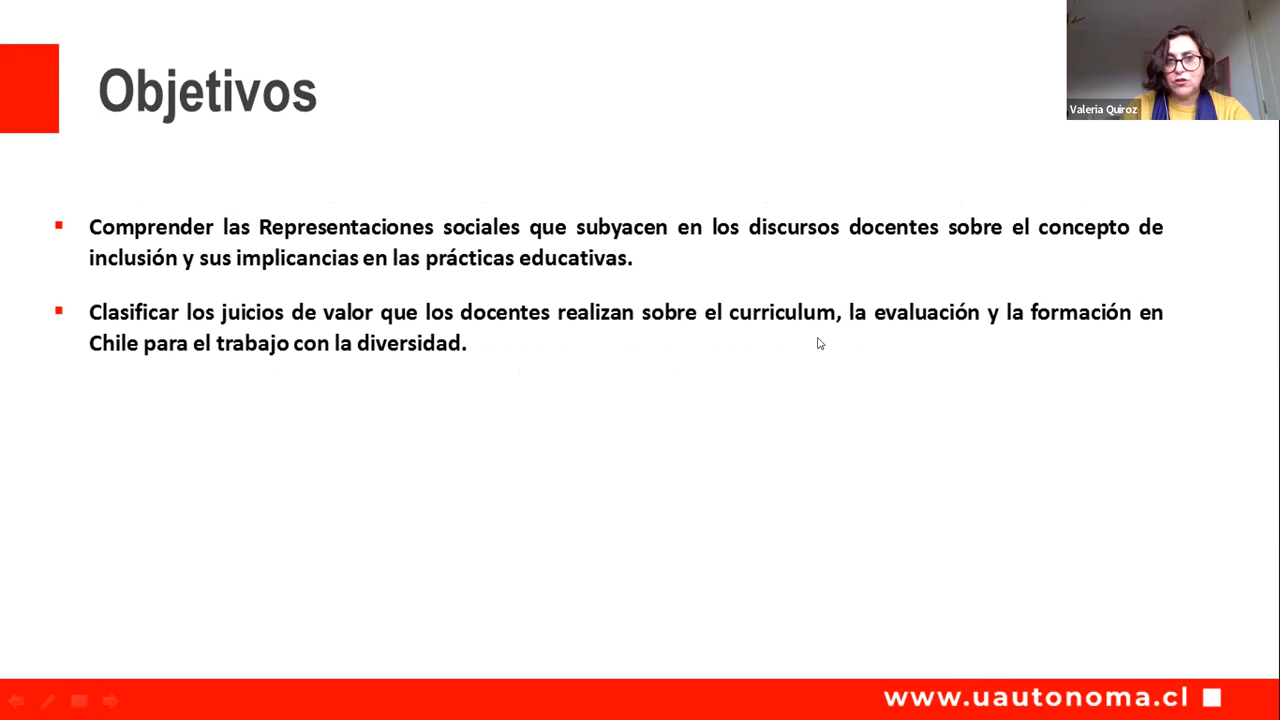 Objetivos
Valeria Quiroz
Comprender las Representaciones sociales que subyacen en los discursos docentes sobre el concepto de
inclusión y sus implicancias en las prácticas educativas.
Clasificar los juicios de valor que los docentes realizan sobre el curriculum, la evaluación y la formación en
Chile para el trabajo con la diversidad.
www.uautonoma.cl